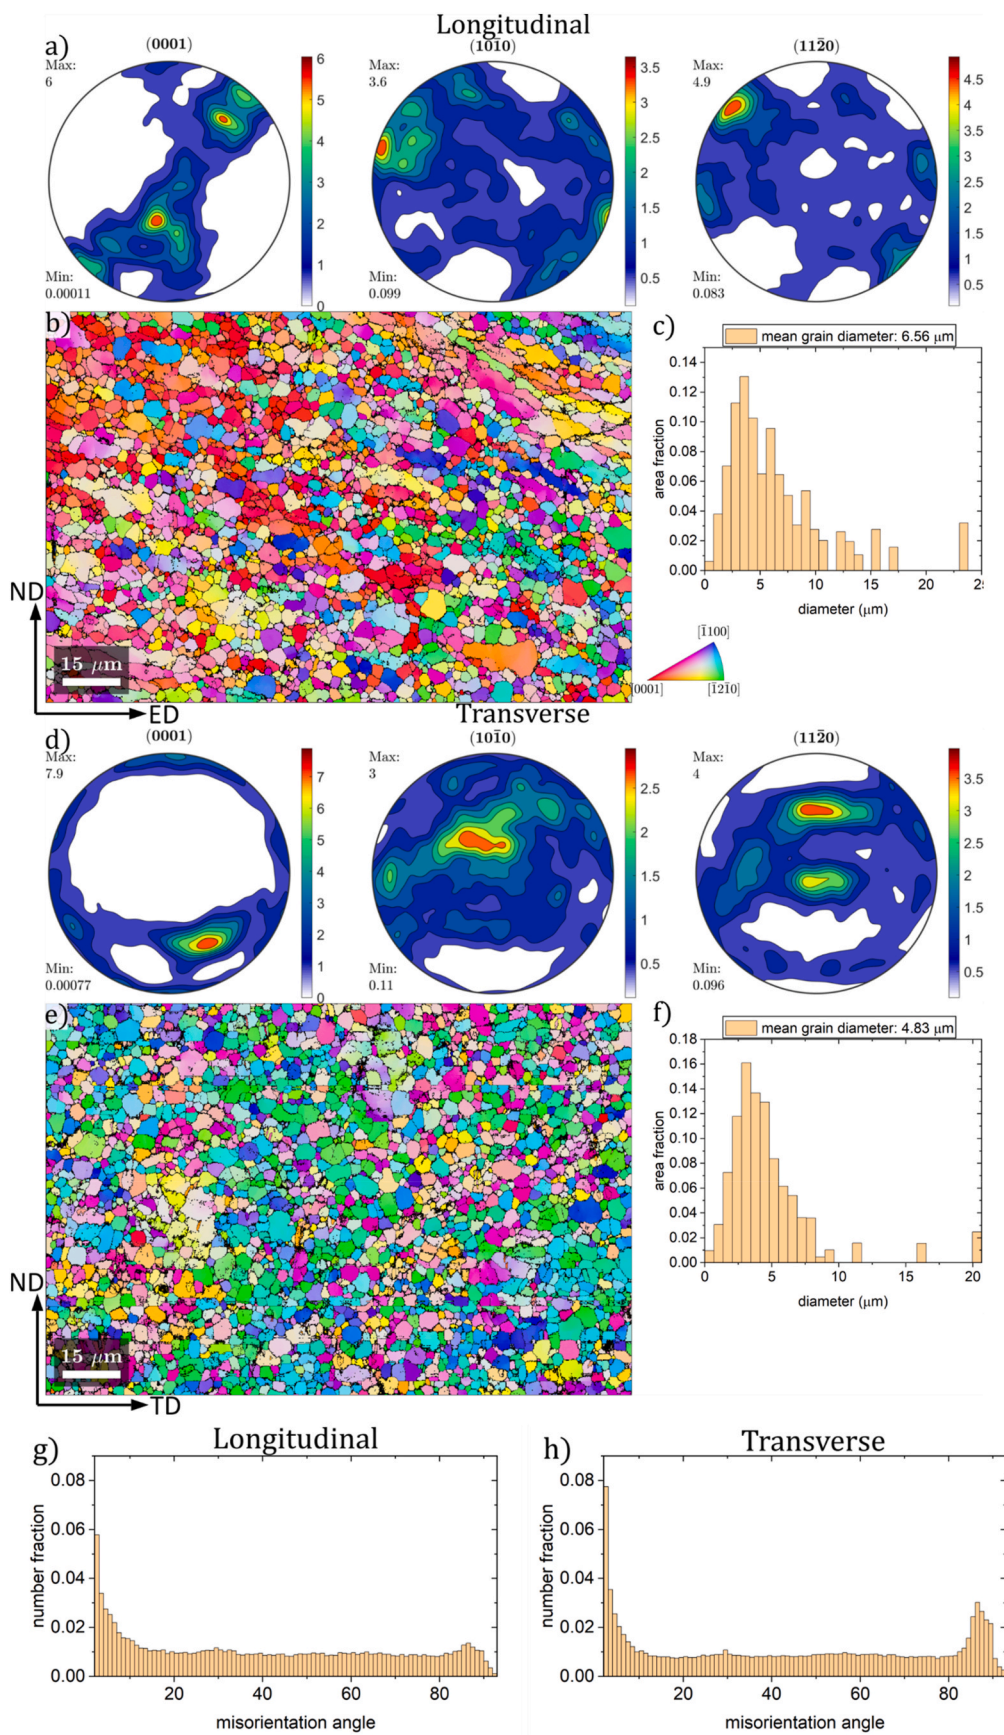 Longitudinal
a)
(0001)
(101̄0)
(112̄0)
Max:
6
Max:
3.6
Max:
4.9
6
5
4
3
2
1
0
3.5
3
2.5
2
1.5
1
0.5
4.5
4
3.5
3
2.5
2
1.5
1
0.5
Min:
0.00011
Min:
0.099
Min:
0.083
b)
ND
15 μm
ED
c)
mean grain diameter: 6.56 μm
area fraction
0.14
0.12
0.10
0.08
0.06
0.04
0.02
0.00
0 5 10 15 20 25
diameter (μm)
[1̄100]
[0001]
[1̄21̄0]
Transverse
d)
(0001)
(101̄0)
(112̄0)
Max:
7.9
Max:
3
Max:
4
7
6
5
4
3
2
1
0
2.5
2
1.5
1
0.5
3.5
3
2.5
2
1.5
1
0.5
Min:
0.00077
Min:
0.11
Min:
0.096
e)
ND
15 μm
TD
f)
mean grain diameter: 4.83 μm
area fraction
0.18
0.16
0.14
0.12
0.10
0.08
0.06
0.04
0.02
0.00
0 5 10 15 20
diameter (μm)
g)
Longitudinal
number fraction
0.08
0.06
0.04
0.02
0.00
20 40 60 80
misorientation angle
h)
Transverse
number fraction
0.08
0.06
0.04
0.02
0.00
20 40 60 80
misorientation angle